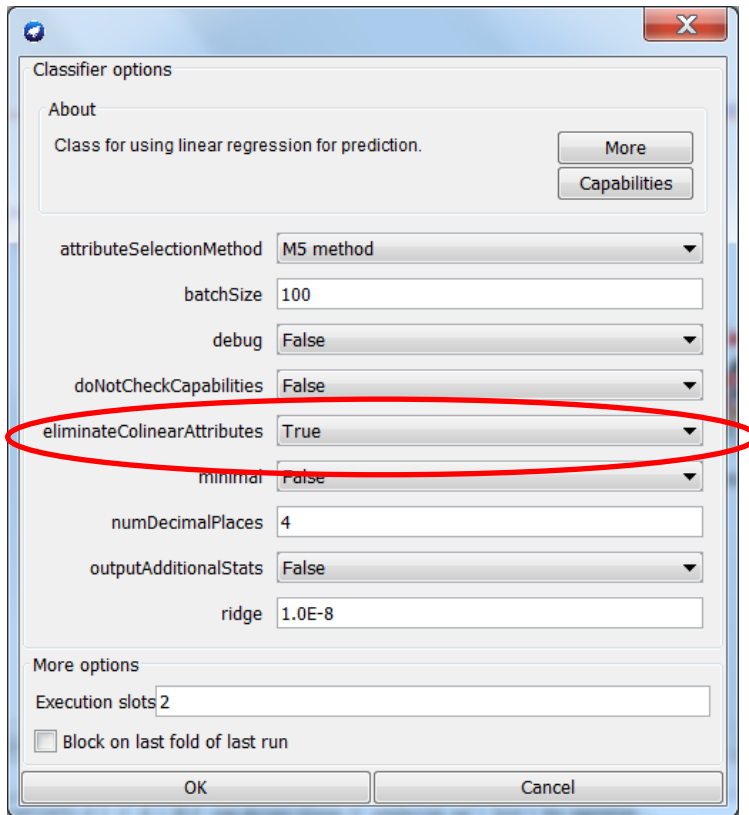 X
Classifier options
About
Class for using linear regression for prediction.
More
Capabilities
attributeSelectionMethod M5 method
batchSize 100
debug False
doNotCheckCapabilities False
eliminateColinearAttributes True
minimal False
numDecimalPlaces 4
outputAdditionalStats False
ridge 1.0E-8
More options
Execution slots 2
Block on last fold of last run
OK Cancel